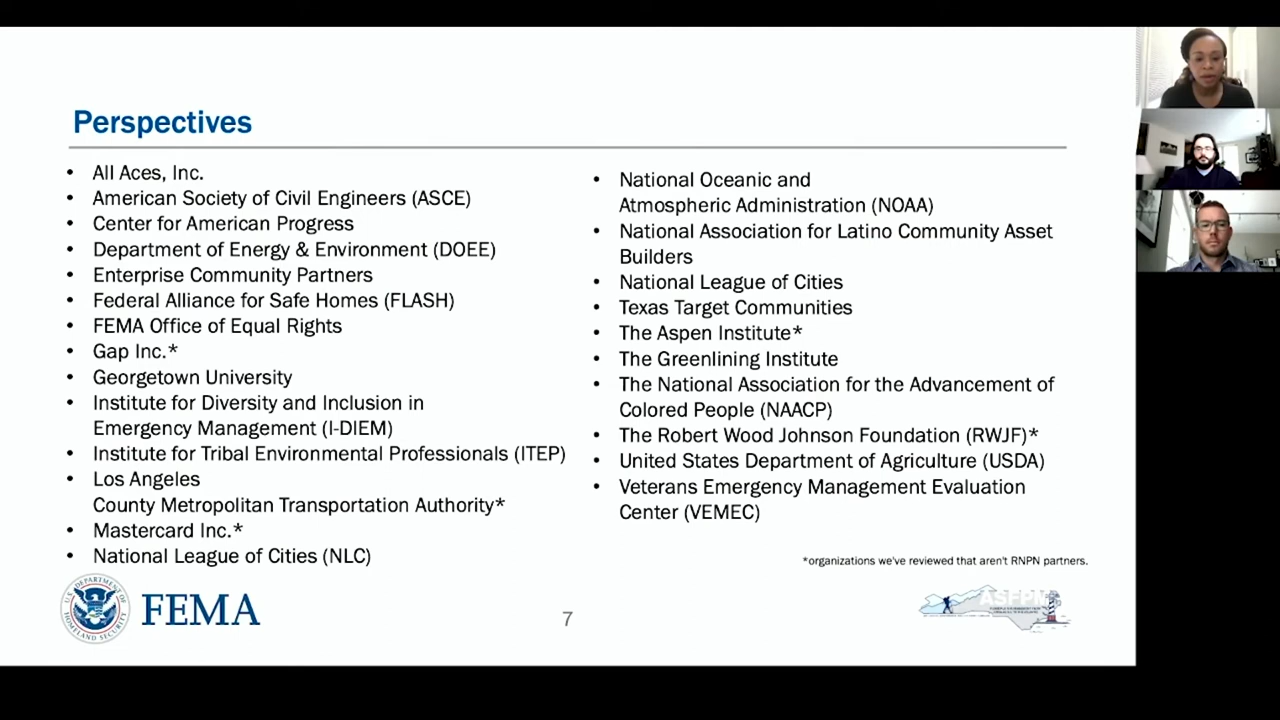 Perspectives
• All Aces, Inc.
• American Society of Civil Engineers (ASCE)
• Center for American Progress
• Department of Energy & Environment (DOEE)
• Enterprise Community Partners
• Federal Alliance for Safe Homes (FLASH)
• FEMA Office of Equal Rights
• Gap Inc.*
• Georgetown University
• Institute for Diversity and Inclusion in
Emergency Management (I-DIEM)
• Institute for Tribal Environmental Professionals (ITEP)
• Los Angeles
County Metropolitan Transportation Authority*
• Mastercard Inc.*
• National League of Cities (NLC)
• National Oceanic and
Atmospheric Administration (NOAA)
• National Association for Latino Community Asset
Builders
• National League of Cities
• Texas Target Communities
• The Aspen Institute*
• The Greenlining Institute
• The National Association for the Advancement of
Colored People (NAACP)
• The Robert Wood Johnson Foundation (RWJF)*
• United States Department of Agriculture (USDA)
• Veterans Emergency Management Evaluation
Center (VEMEC)
*organizations we've reviewed that aren't RNPN partners.
U.S. DEPARTMENT OF
HOMELAND SECURITY
FEMA
7
ASFPM